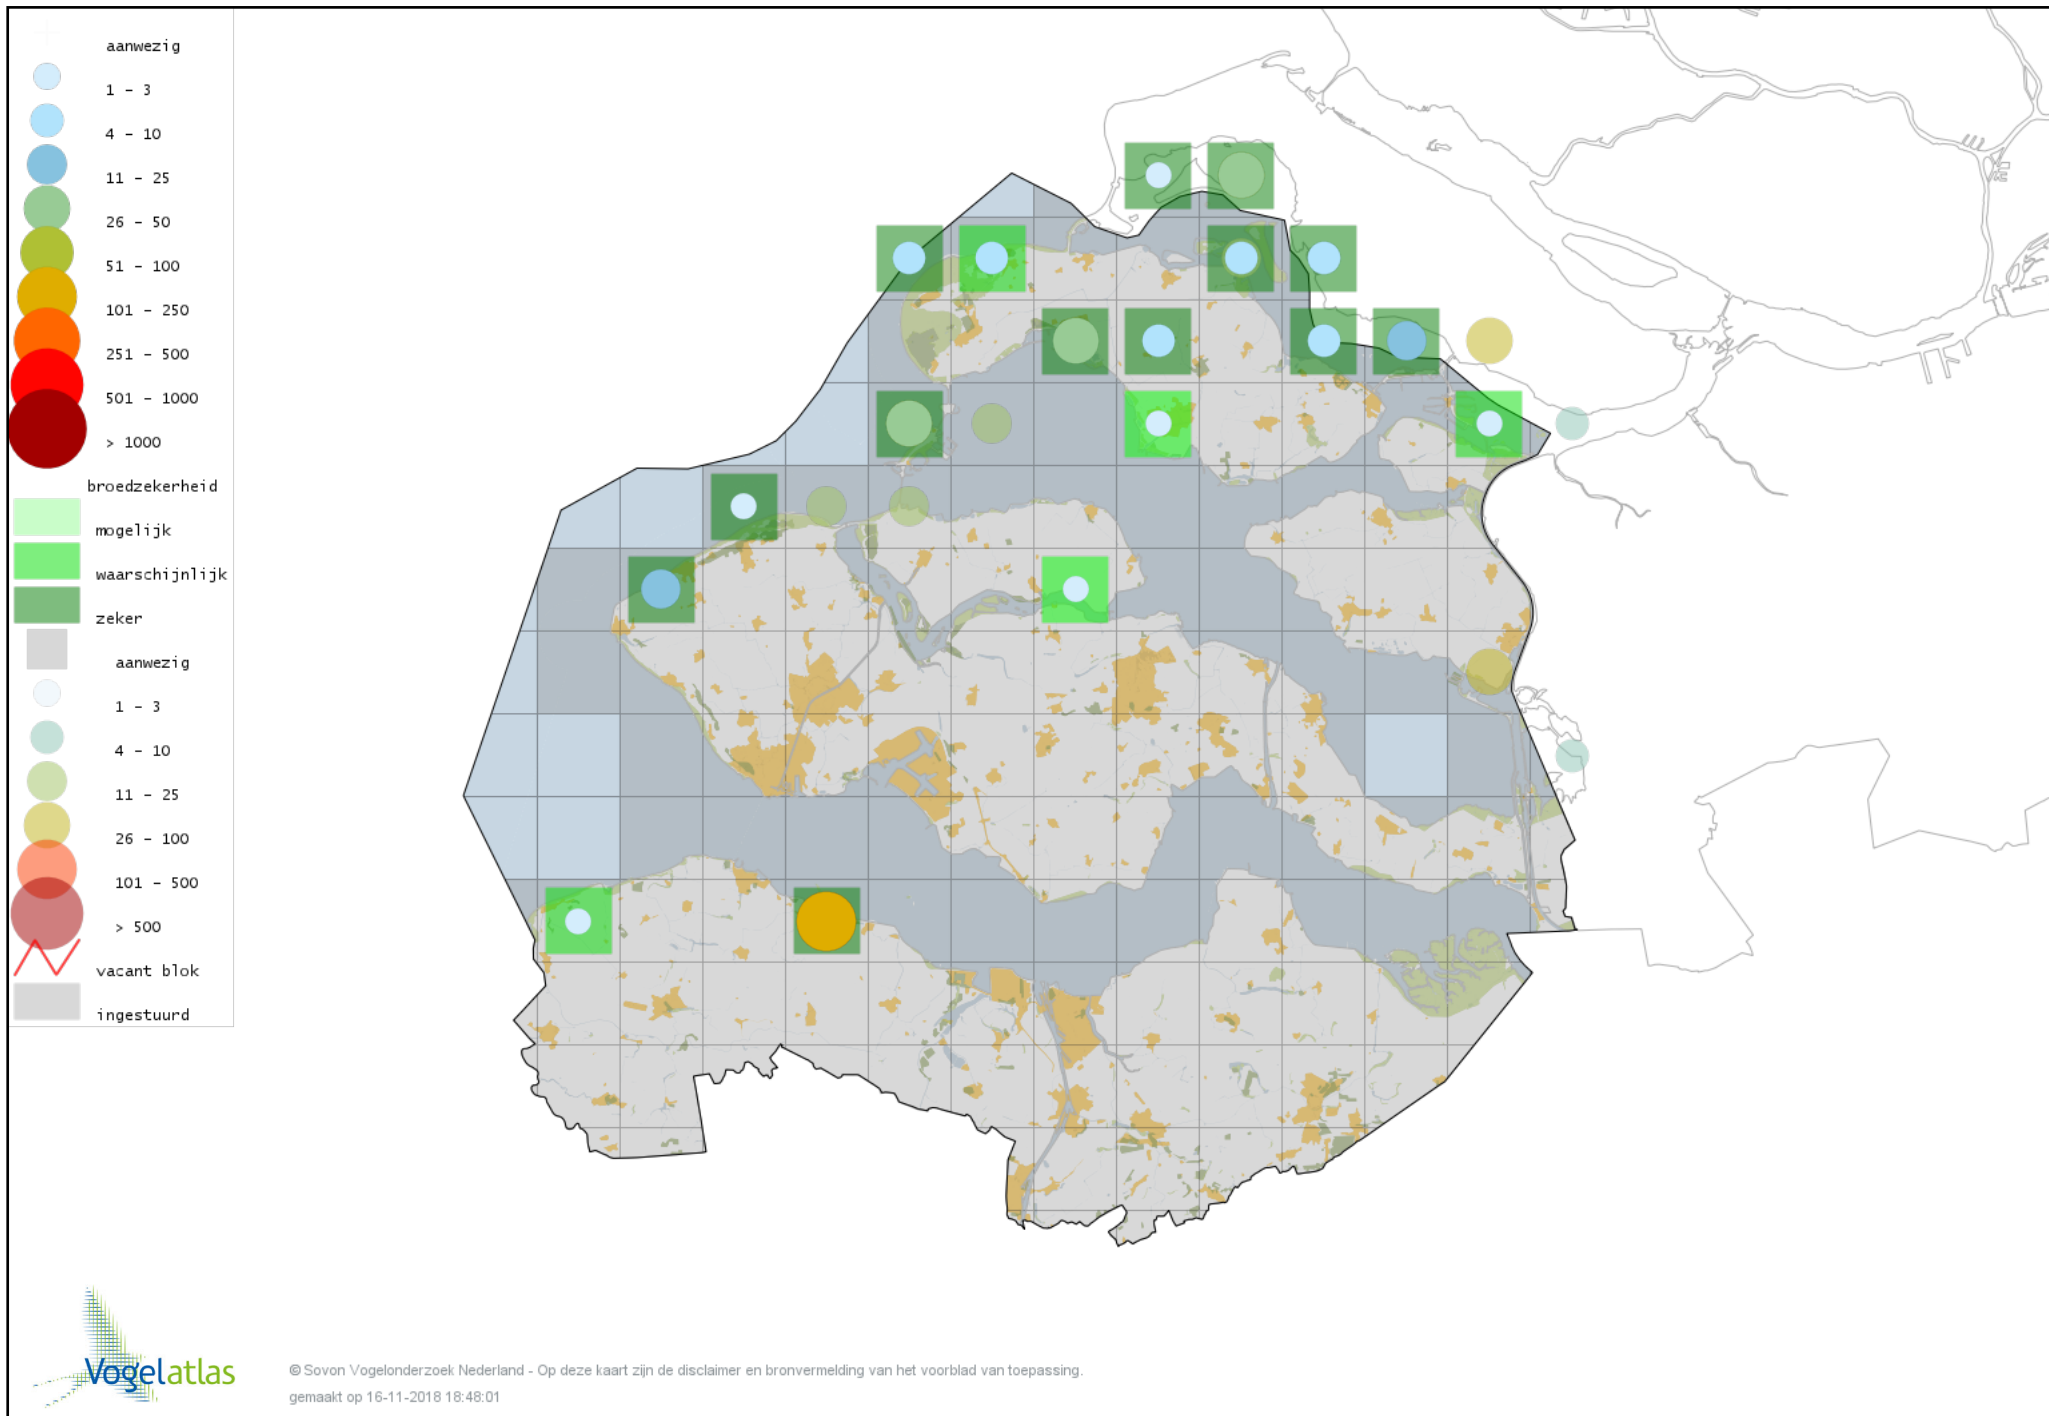 aanwezig
1 - 3
4 - 10
11 - 25
26 - 50
51 - 100
101 - 250
251 - 500
501 - 1000
> 1000
broedzekerheid
mogelijk
waarschijnlijk
zeker
aanwezig
1 - 3
4 - 10
11 - 25
26 - 100
101 - 500
> 500
vacant blok
ingestuurd
Vogelatlas
© Sovon Vogelonderzoek Nederland - Op deze kaart zijn de disclaimer en bronvermelding van het voorblad van toepassing.
gemaakt op 16-11-2018 18:48:01